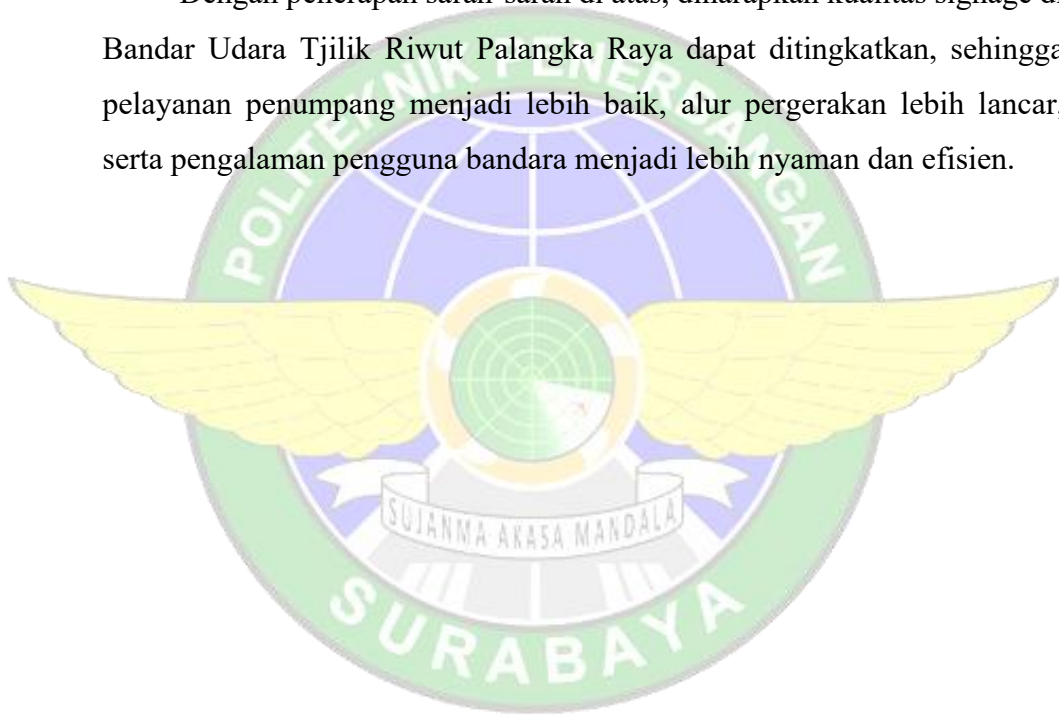 Dengan penerapan saran-saran di atas, diharapkan kualitas signage di
Bandar Udara Tjilik Riwut Palangka Raya dapat ditingkatkan, sehingga
pelayanan penumpang menjadi lebih baik, alur pergerakan lebih lancar,
serta pengalaman pengguna bandara menjadi lebih nyaman dan efisien.
POLITEKNIK PENERBANGAN
SUJANMA AKASA MANDALA
SURABAYA